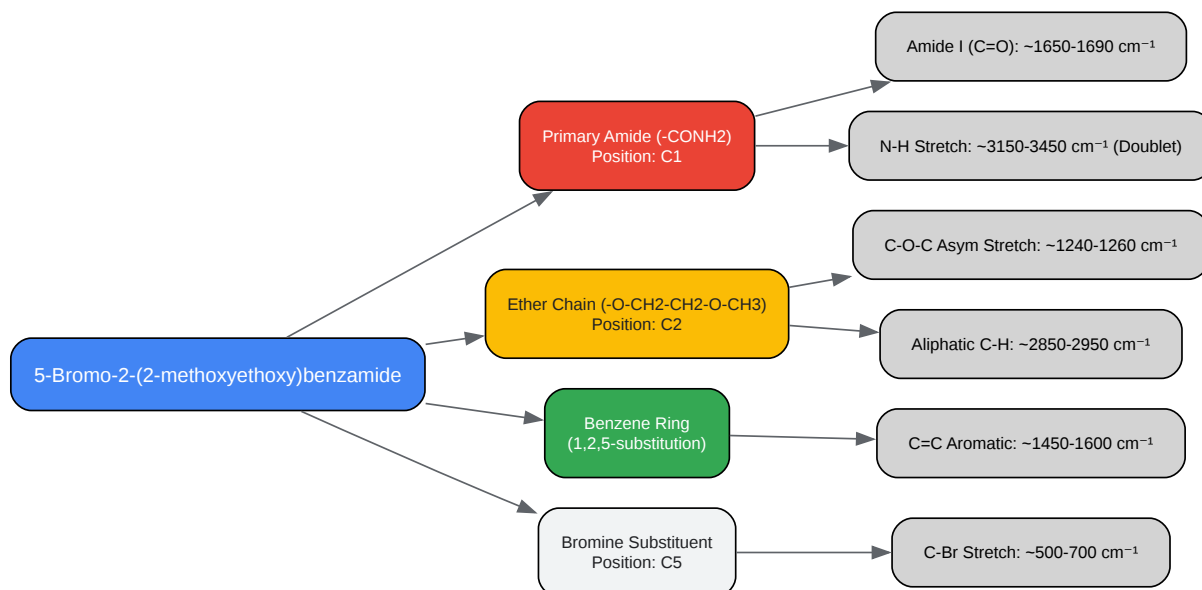 Amide I (C=O): ~1650-1690 cm⁻¹
Primary Amide (-CONH2)
Position: C1
N-H Stretch: ~3150-3450 cm⁻¹ (Doublet)
C-O-C Asym Stretch: ~1240-1260 cm⁻¹
Ether Chain (-O-CH2-CH2-O-CH3)
Position: C2
Aliphatic C-H: ~2850-2950 cm⁻¹
5-Bromo-2-(2-methoxyethoxy)benzamide
Benzene Ring
(1,2,5-substitution)
C=C Aromatic: ~1450-1600 cm⁻¹
Bromine Substituent
Position: C5
C-Br Stretch: ~500-700 cm⁻¹